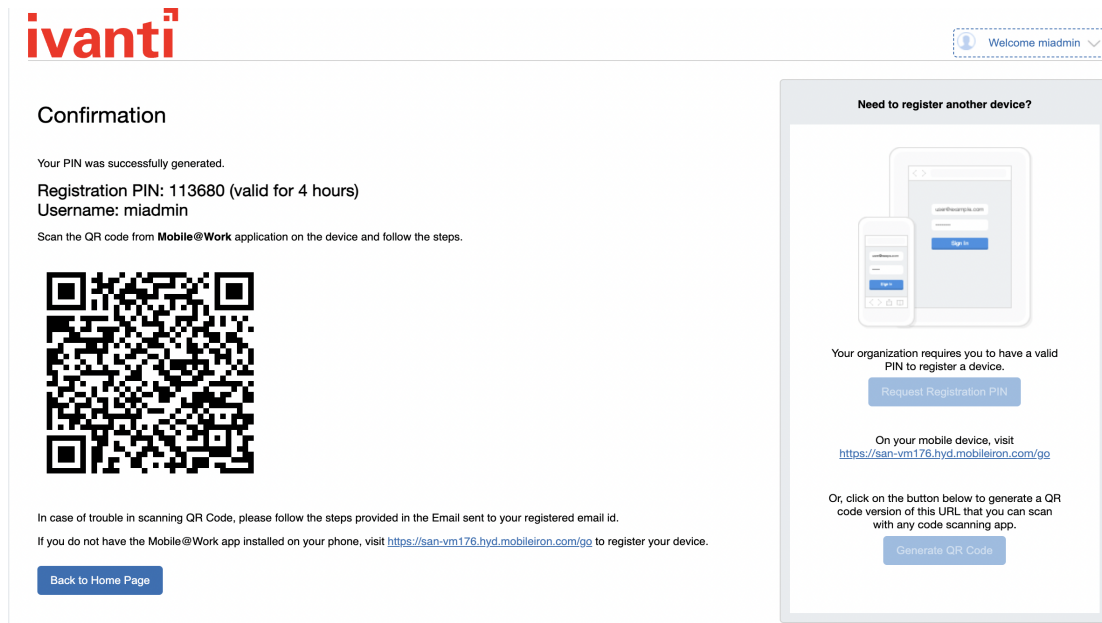 ivanti
Welcome miadmin
Confirmation
Your PIN was successfully generated.
Registration PIN: 113680 (valid for 4 hours)
Username: miadmin
Scan the QR code from Mobile@Work application on the device and follow the steps.
In case of trouble in scanning QR Code, please follow the steps provided in the Email sent to your registered email id.
If you do not have the Mobile@Work app installed on your phone, visit https://san-vm176.hyd.mobileiron.com/go to register your device.
Back to Home Page
Need to register another device?
user@example.com
Sign In
Sign In
Your organization requires you to have a valid
PIN to register a device.
Request Registration PIN
On your mobile device, visit
https://san-vm176.hyd.mobileiron.com/go
Or, click on the button below to generate a QR
code version of this URL that you can scan
with any code scanning app.
Generate QR Code